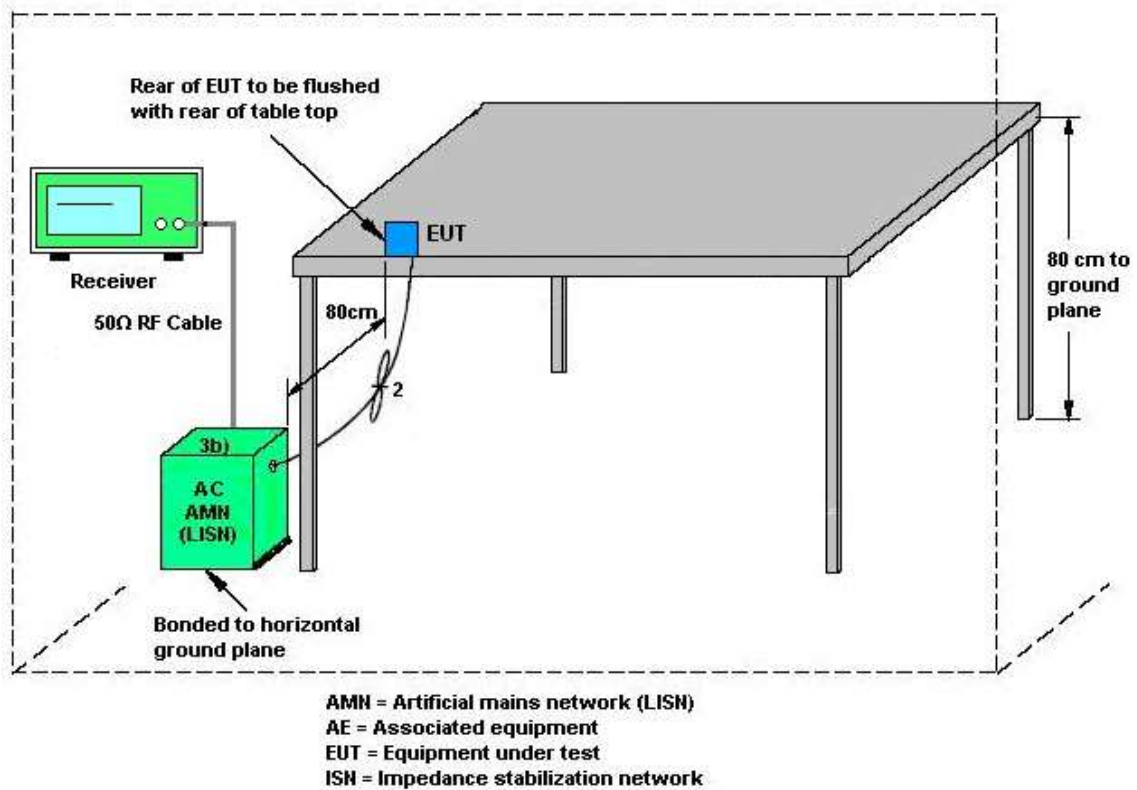 Rear of EUT to be flushed
with rear of table top
EUT
Receiver
50Ω RF Cable
80cm
2
80 cm to
ground
plane
3b)
AC
AMN
(LISN)
Bonded to horizontal
ground plane
AMN = Artificial mains network (LISN)
AE = Associated equipment
EUT = Equipment under test
ISN = Impedance stabilization network